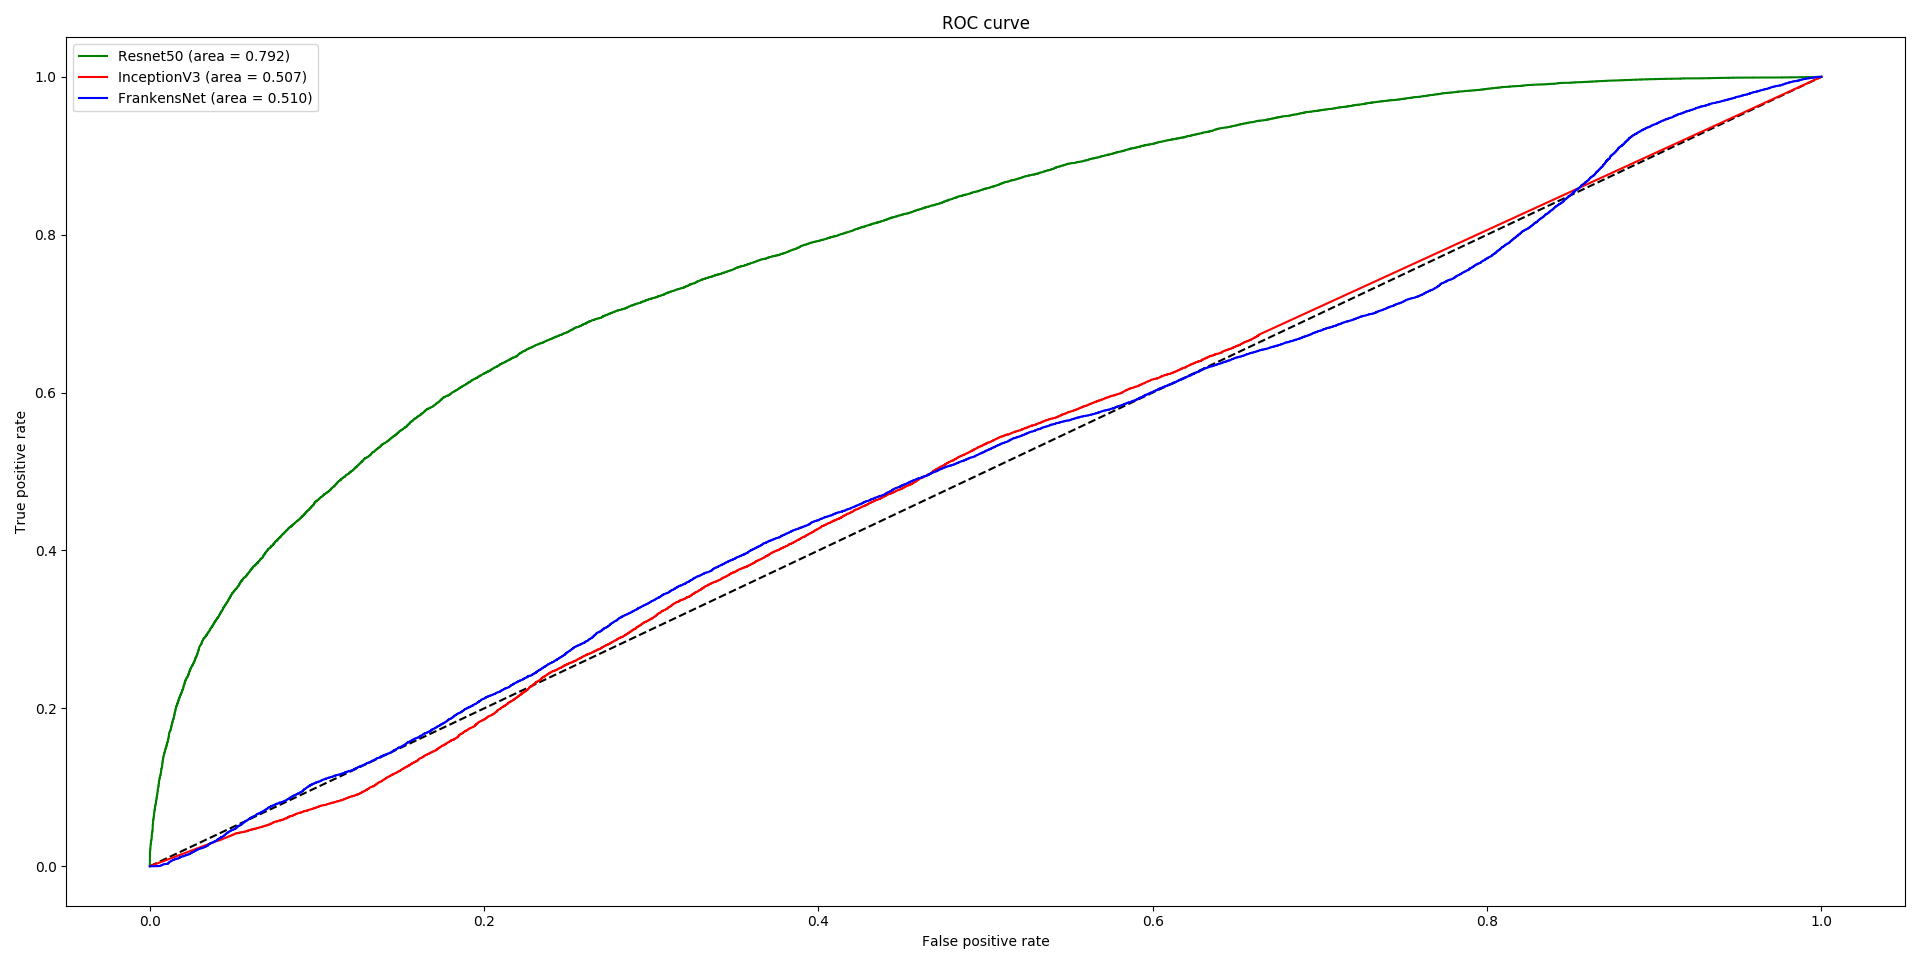 ROC curve
Resnet50 (area = 0.792)
InceptionV3 (area = 0.507)
FrankensNet (area = 0.510)
1.0
0.8
0.6
0.4
0.2
0.0
True positive rate
0.0 0.2 0.4 0.6 0.8 1.0
False positive rate